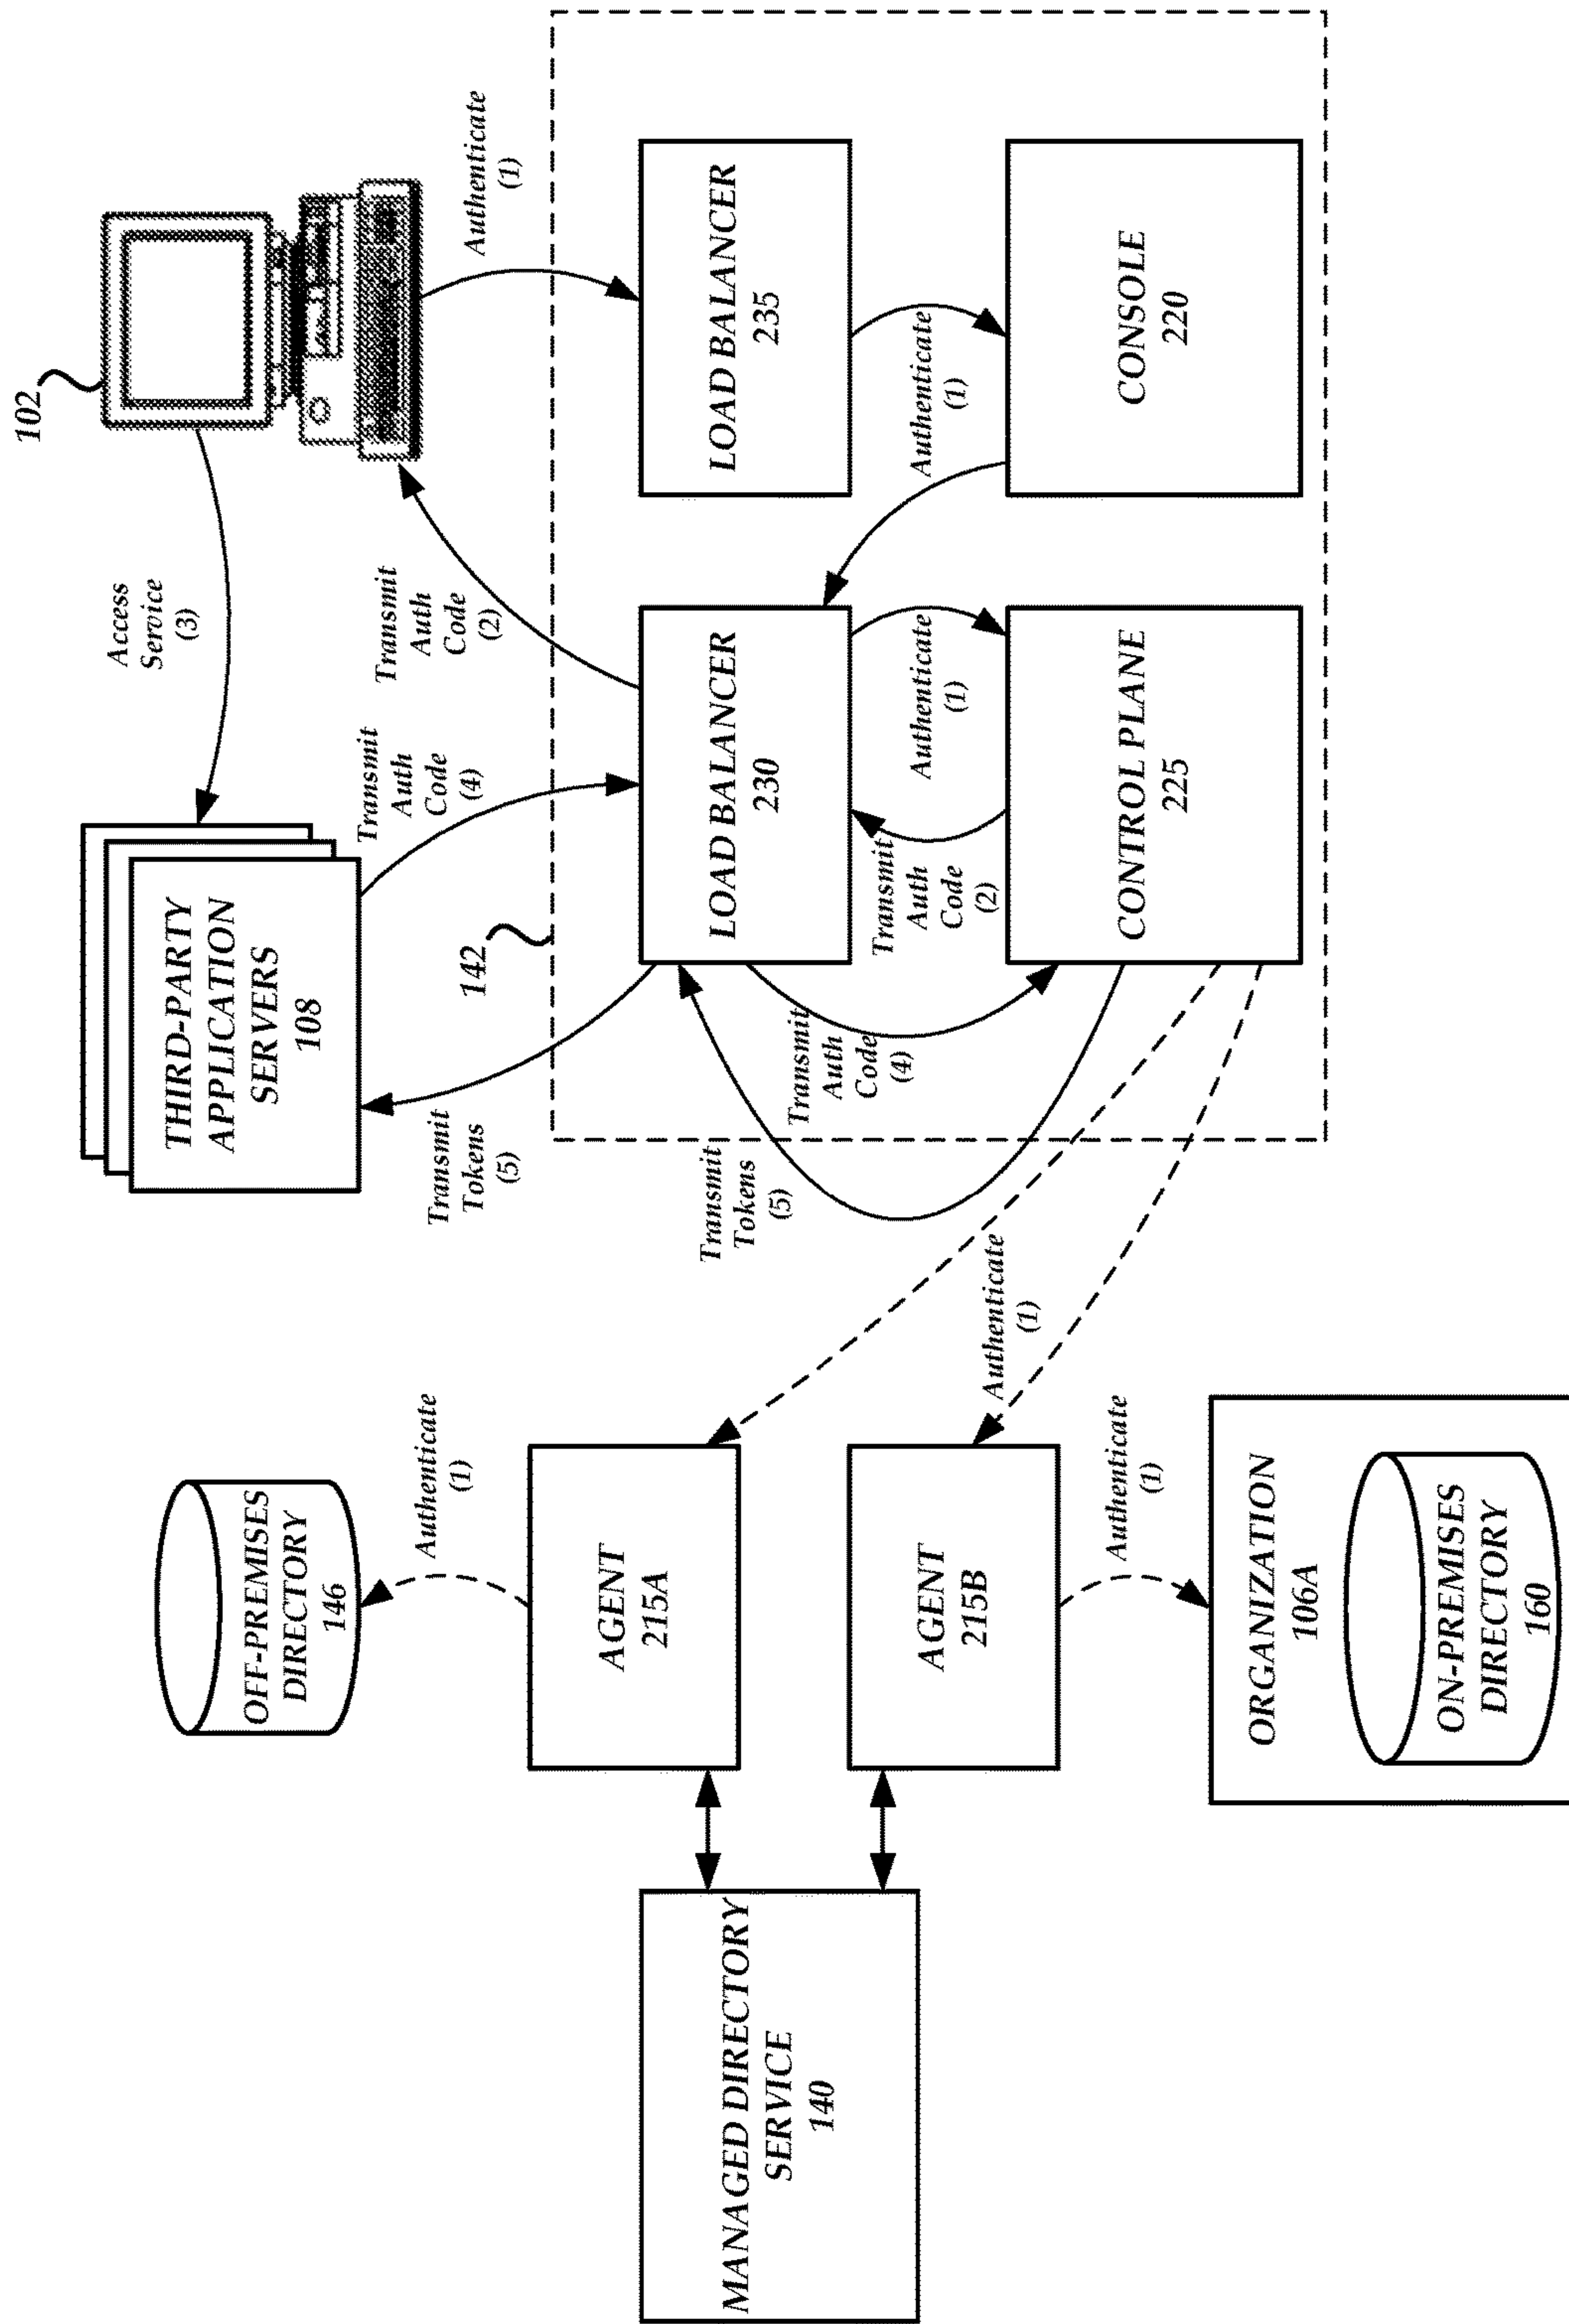 102
Access
Service
(3)
Transmit
Auth
Code
(2)
Authenticate
(1)
THIRD-PARTY
APPLICATION
SERVERS
108
Transmit
Auth
Code
(4)
Transmit
Tokens
(5)
142
LOAD BALANCER
235
Authenticate
(1)
CONSOLE
220
LOAD BALANCER
230
Authenticate
(1)
Transmit
Auth
Code
(2)
CONTROL PLANE
225
Transmit
Auth
Code
(4)
Transmit
Tokens
(5)
Authenticate
(1)
OFF-PREMISES
DIRECTORY
146
Authenticate
(1)
AGENT
215A
AGENT
215B
Authenticate
(1)
ORGANIZATION
106A
ON-PREMISES
DIRECTORY
160
MANAGED DIRECTORY
SERVICE
140